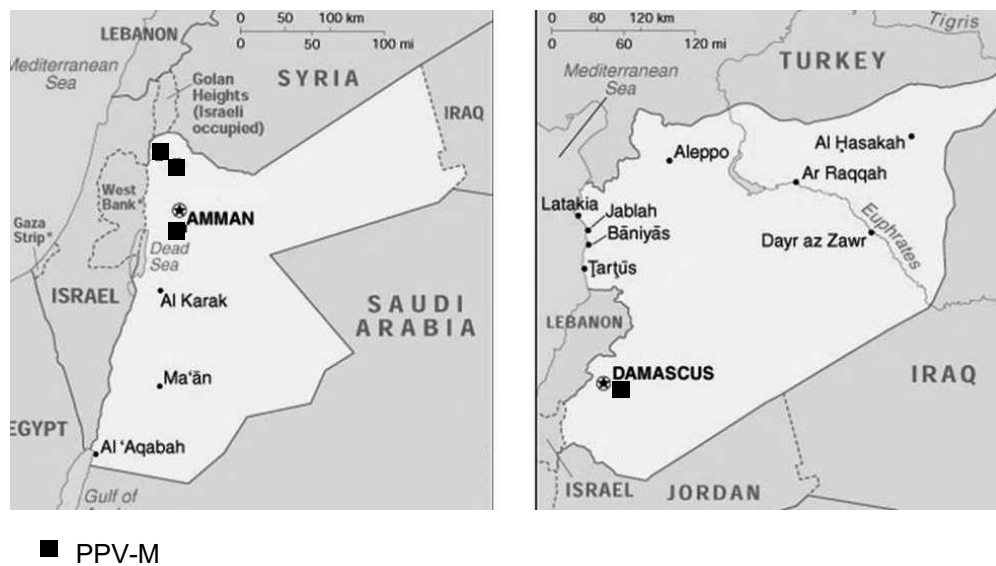 0 50 100 km
0 50 100 mi
LEBANON
Mediterranean
Sea
SYRIA
Golan
Heights
(Israeli
occupied)
IRAQ
West
Bank*
AMMAN
Gaza
Strip*
Dead
Sea
ISRAEL
Al Karak
SAUDI
ARABIA
Ma'ān
EGYPT
Al 'Aqabah
Gulf of
0 60 120 km
0 60 120 mi
Tigris
TURKEY
Mediterranean
Sea
Al Ḥasakah
Aleppo
Ar Raqqah
Latakia
Jablah
Bāniyās
Euphrates
Dayr az Zawr
Ţarţūs
LEBANON
DAMASCUS
IRAQ
ISRAEL
JORDAN
PPV-M